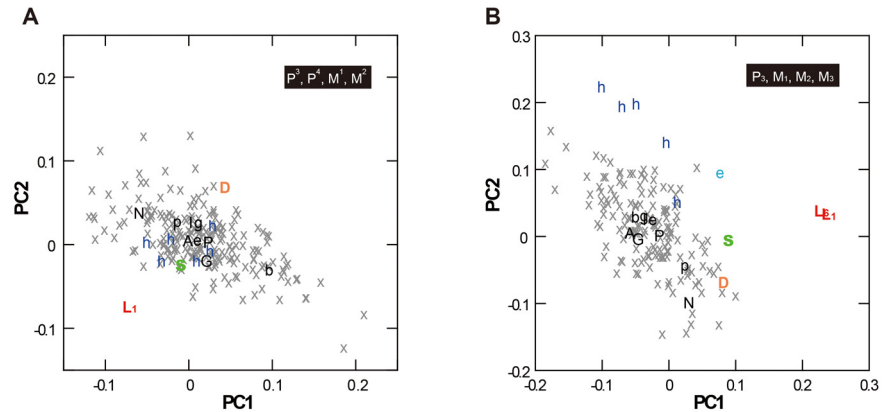 A
B
P³, P⁴, M¹, M²
P₃, M₁, M₂, M₃
0.2
0.1
0
-0.1
PC2
-0.1
0
0.1
0.2
PC1
D
N
p
I
g
h
h
h
h
h
h
A
e
P
G
S
b
L₁
0.3
0.2
0.1
0
-0.1
-0.2
PC2
-0.2
-0.1
0
0.1
0.2
0.3
PC1
h
h
h
h
h
e
b
g
e
A
G
P
p
N
S
D
L
L₁